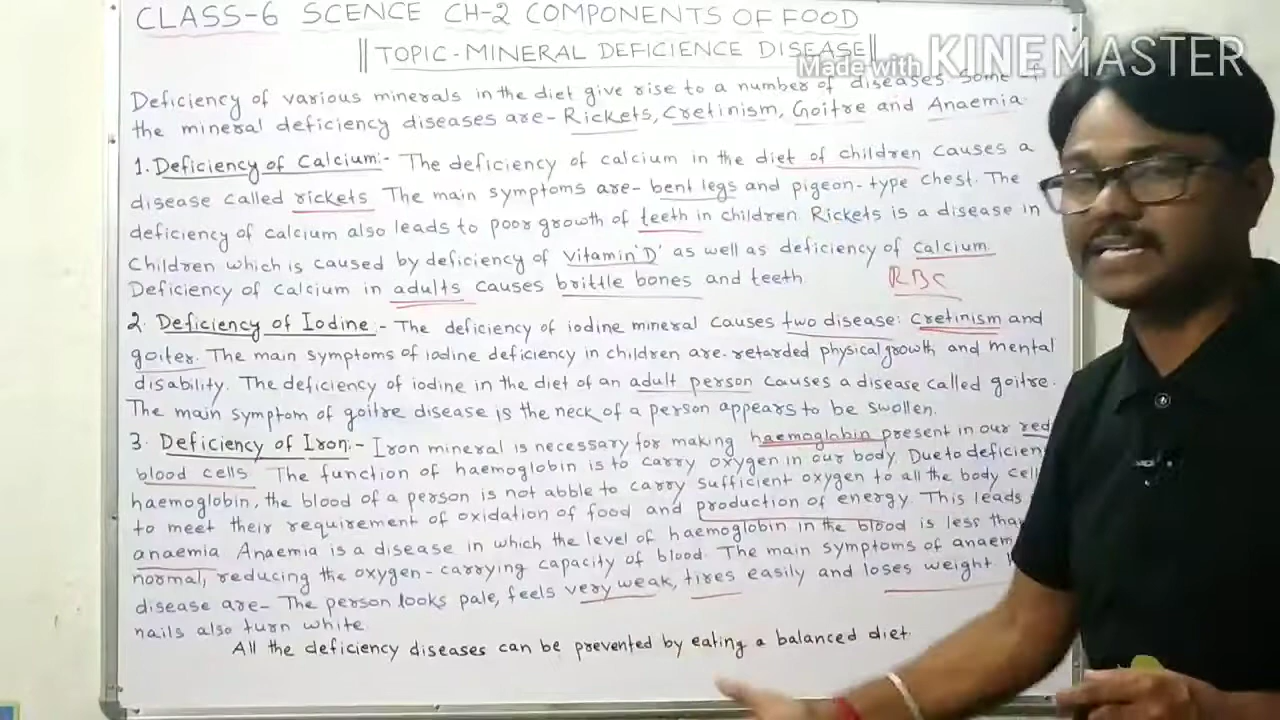 CLASS-6 SCENCE CH-2 COMPONENTS OF FOOD
|| TOPIC-MINERAL DEFICIENCE DISEASE ||
Made with KINEMASTER
Deficiency of various minerals in the diet give rise to a number of diseases some
the mineral deficiency diseases are- Rickets, Cretinism, Goitre and Anaemia
1. Deficiency of Calcium:- The deficiency of calcium in the diet of children causes a
disease called rickets The main symptoms are- bent legs and pigeon-type chest. The
deficiency of calcium also leads to poor growth of teeth in children Rickets is a disease in
Children which is caused by deficiency of Vitamin 'D' as well as deficiency of calcium
Deficiency of Calcium in adults causes brittle bones and teeth
RBC
2. Deficiency of Iodine:- The deficiency of iodine mineral causes two disease: Cretinism and
goiter. The main symptoms of iodine deficiency in children are- retarded physical growth and mental
disability. The deficiency of iodine in the diet of an adult person causes a disease called goitre.
The main symptom of goitre disease is the neck of a person appears to be swollen.
3. Deficiency of Iron:- Iron mineral is necessary for making haemoglobin present in our red
blood cells The function of haemoglobin is to carry oxygen in our body. Due to deficien
haemoglobin, the blood of a person is not abble to carry sufficient oxygen to all the body cell
to meet their requirement of oxidation of food and production of energy. This leads
anaemia Anaemia is a disease in which the level of haemoglobin in the blood is less tha
normal, reducing the oxygen-carrying capacity of blood. The main symptoms of anaem
disease are- The person looks pale, feels very weak, tires easily and loses weight
nails also turn white
All the deficiency diseases can be prevented by eating a balanced diet.